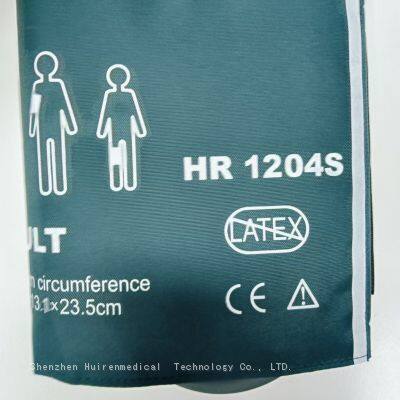 HR 1204S
LATEX
ULT
m circumference
x 23.5cm
CE
Shenzhen Huirenmedical Technology Co., LTD.